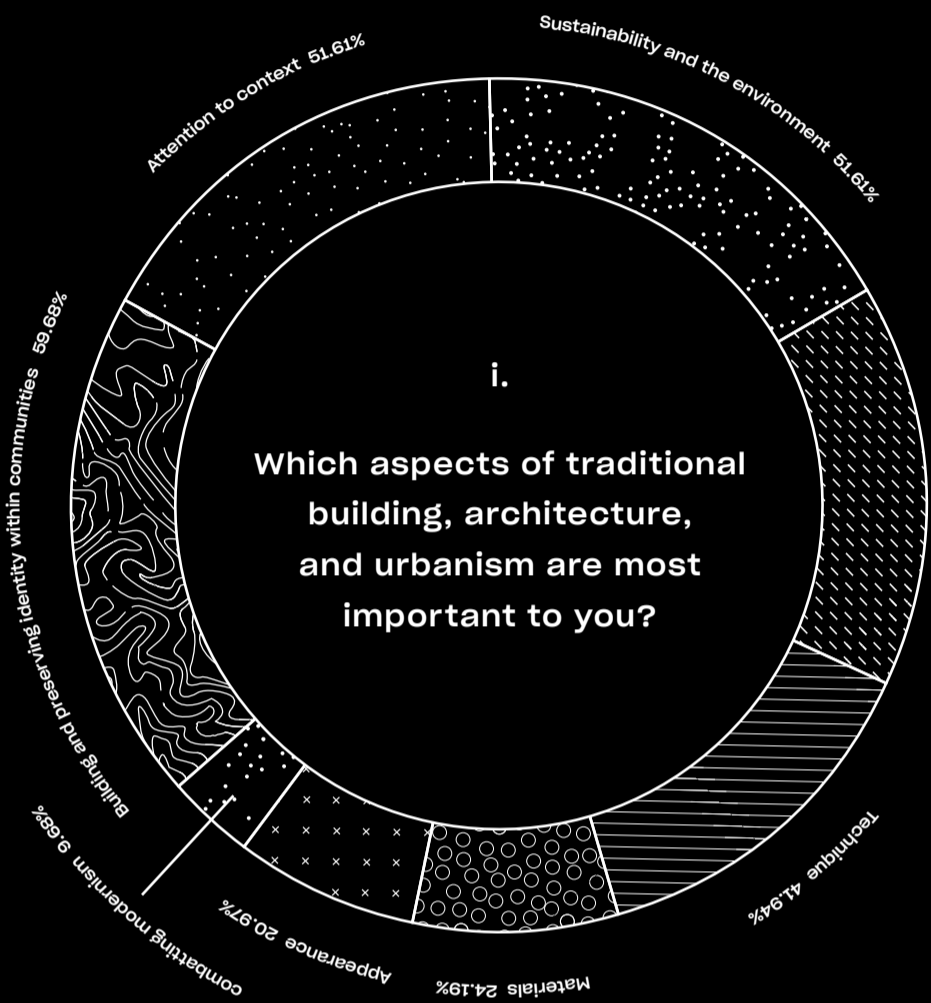 i.
Which aspects of traditional
building, architecture,
and urbanism are most
important to you?
Sustainability and the environment 51.61%
Technique 41.94%
Materials 24.19%
Appearance 20.97%
combatting modernism 9.68%
Building and preserving identity within communities 59.68%
Attention to context 51.61%